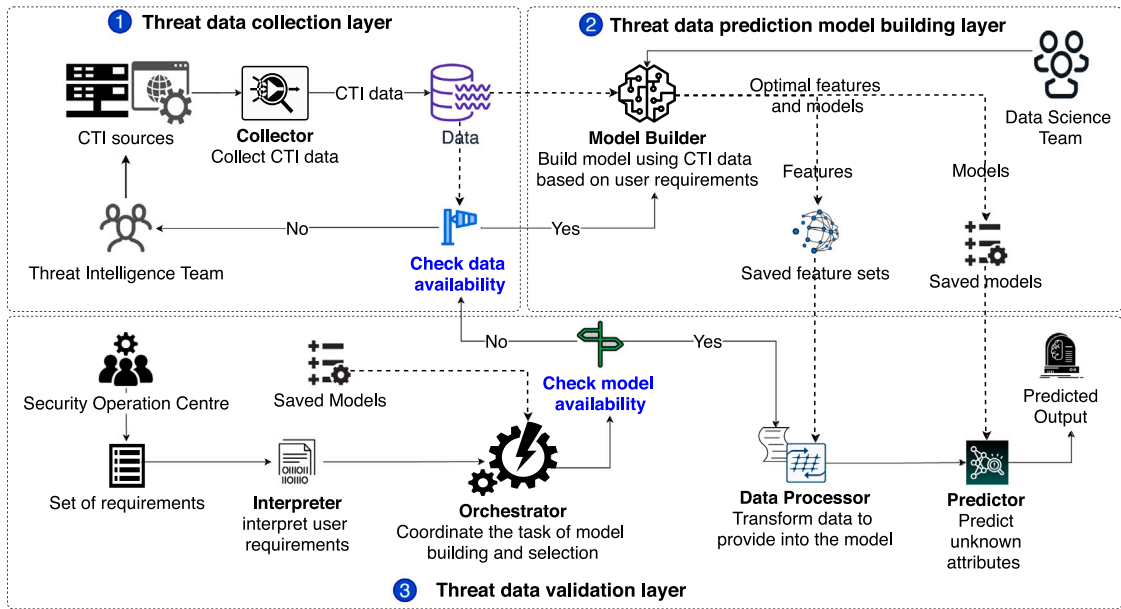 1 Threat data collection layer
CTI sources
Collector
Collect CTI data
CTI data
Data
No
Yes
Threat Intelligence Team
Check data
availability
2 Threat data prediction model building layer
Model Builder
Build model using CTI data
based on user requirements
Optimal features
and models
Data Science
Team
Features
Models
Saved feature sets
Saved models
Security Operation Centre
Set of requirements
Saved Models
Interpreter
interpret user
requirements
Orchestrator
Coordinate the task of model
building and selection
No
Yes
Check model
availability
Data Processor
Transform data to
provide into the model
Predictor
Predict
unknown
attributes
Predicted
Output
3 Threat data validation layer